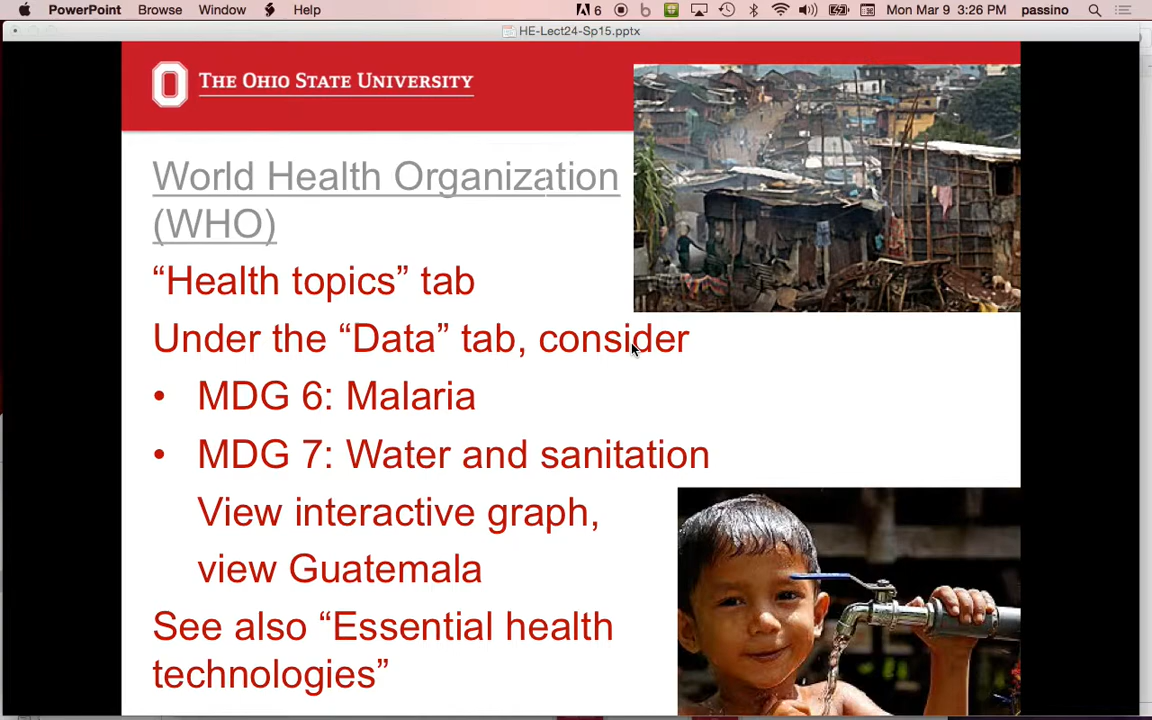 PowerPoint Browse Window Help 6 Mon Mar 9 3:26 PM passino
HE-Lect24-Sp15.pptx
THE OHIO STATE UNIVERSITY
World Health Organization
(WHO)
“Health topics” tab
Under the “Data” tab, consider
• MDG 6: Malaria
• MDG 7: Water and sanitation
View interactive graph,
view Guatemala
See also “Essential health
technologies”